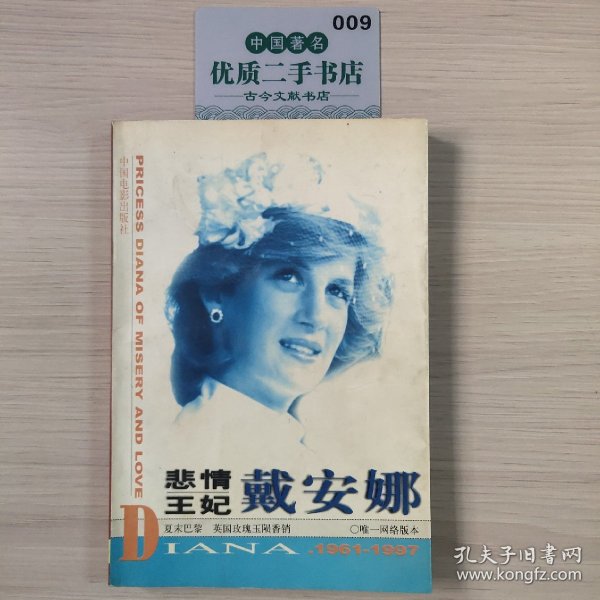 009
中国著名
优质二手书店
古今文献书店
中国电影出版社
PRICESS DIANA OF MISERY AND LOVE
悲情
王妃
戴安娜
夏末巴黎 英国玫瑰玉陨香销
○唯一网络版本
DIANA .1961-1997
孔夫子旧书网
www.kongfz.com